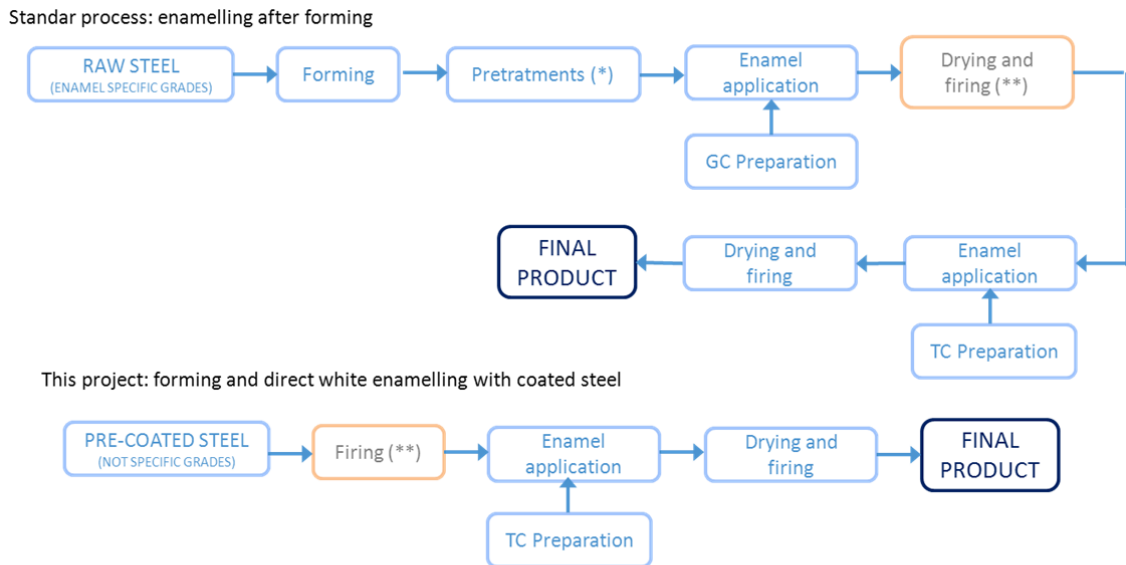 Standar process: enamelling after forming
RAW STEEL
(ENAMEL SPECIFIC GRADES)
Forming
Pretratments (*)
Enamel
application
Drying and
firing (**)
GC Preparation
FINAL
PRODUCT
Drying and
firing
Enamel
application
TC Preparation
This project: forming and direct white enamelling with coated steel
PRE-COATED STEEL
(NOT SPECIFIC GRADES)
Firing (**)
Enamel
application
Drying and
firing
FINAL
PRODUCT
TC Preparation